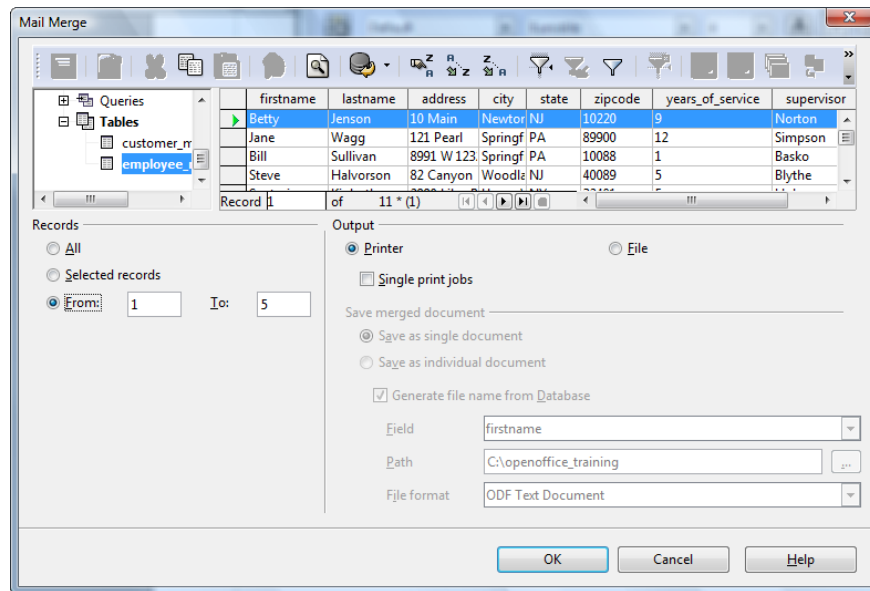 Mail Merge
»
Queries
Tables
customer_m
employee_
firstname lastname address city state zipcode years_of_service supervisor
Betty Jenson 10 Main Newtor NJ 10220 9 Norton
Jane Wagg 121 Pearl Springf PA 89900 12 Simpson
Bill Sullivan 8991 W 123. Springf PA 10088 1 Basko
Steve Halvorson 82 Canyon Woodla NJ 40089 5 Blythe
Record 1 of 11 * (1)
Records
All
Selected records
From: 1 To: 5
Output
Printer File
Single print jobs
Save merged document
Save as single document
Save as individual document
Generate file name from Database
Field firstname
Path C:\openoffice_training ...
File format ODF Text Document
OK Cancel Help